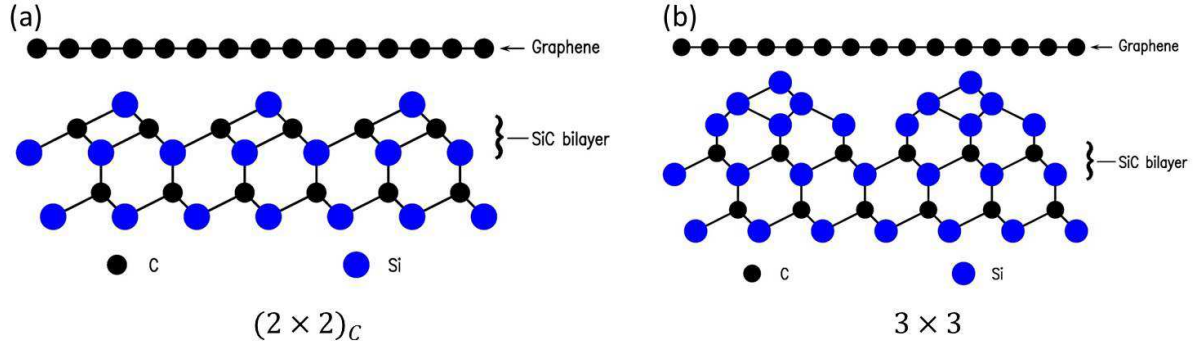 (a)
Graphene
SiC bilayer
C
Si
(2 × 2)C
(b)
Graphene
SiC bilayer
C
Si
3 × 3